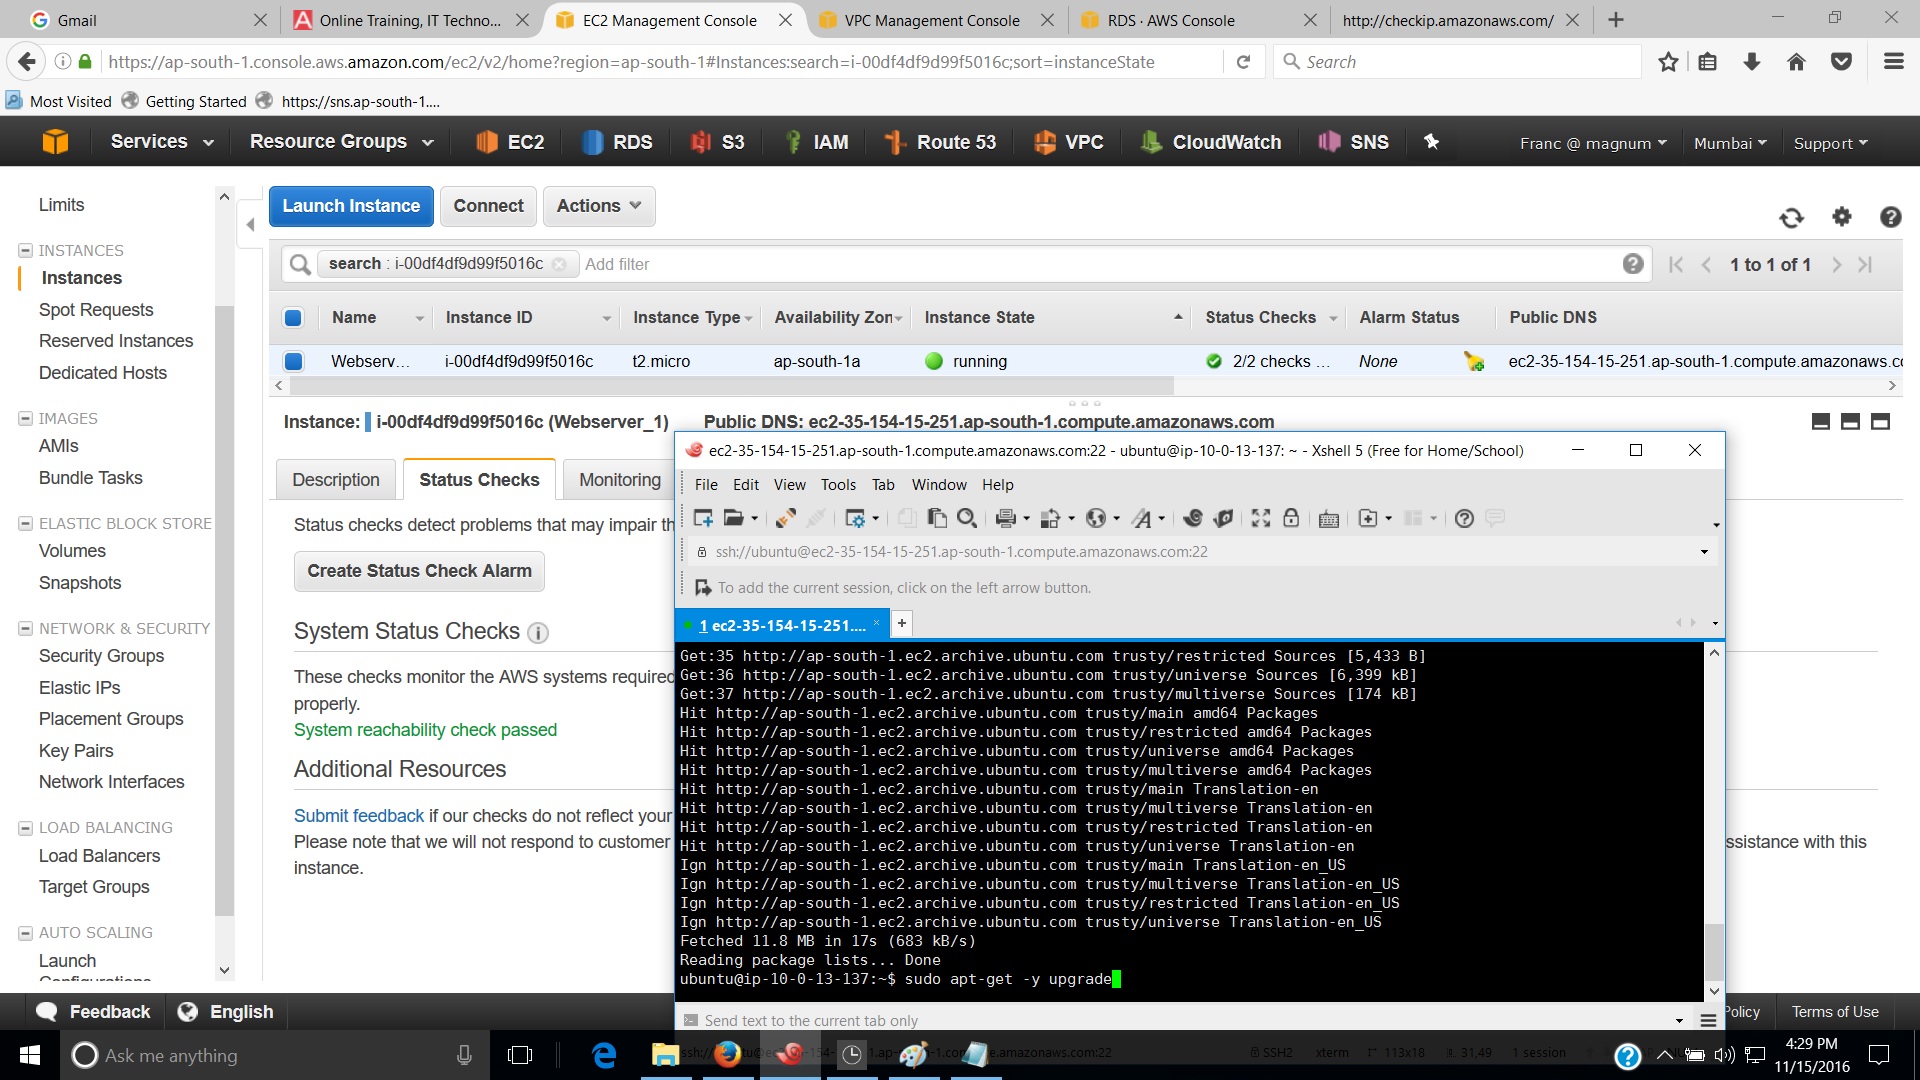 Gmail
Online Training, IT Techno...
EC2 Management Console
VPC Management Console
RDS · AWS Console
http://checkip.amazonaws.com/
https://ap-south-1.console.aws.amazon.com/ec2/v2/home?region=ap-south-1#Instances:search=i-00df4df9d99f5016c;sort=instanceState
Search
Most Visited
Getting Started
https://sns.ap-south-1....
Services
Resource Groups
EC2
RDS
S3
IAM
Route 53
VPC
CloudWatch
SNS
Franc @ magnum
Mumbai
Support
Limits
INSTANCES
Instances
Spot Requests
Reserved Instances
Dedicated Hosts
IMAGES
AMIs
Bundle Tasks
ELASTIC BLOCK STORE
Volumes
Snapshots
NETWORK & SECURITY
Security Groups
Elastic IPs
Placement Groups
Key Pairs
Network Interfaces
LOAD BALANCING
Load Balancers
Target Groups
AUTO SCALING
Launch
Launch Instance
Connect
Actions
search : i-00df4df9d99f5016c
Add filter
1 to 1 of 1
Name
Instance ID
Instance Type
Availability Zon
Instance State
Status Checks
Alarm Status
Public DNS
Webserv...
i-00df4df9d99f5016c
t2.micro
ap-south-1a
running
2/2 checks ...
None
ec2-35-154-15-251.ap-south-1.compute.amazonaws.co
Instance: i-00df4df9d99f5016c (Webserver_1)
Public DNS: ec2-35-154-15-251.ap-south-1.compute.amazonaws.com
Description
Status Checks
Monitoring
Status checks detect problems that may impair th
Create Status Check Alarm
System Status Checks
These checks monitor the AWS systems required
properly.
System reachability check passed
Additional Resources
Submit feedback if our checks do not reflect your
Please note that we will not respond to customer
ssistance with this
instance.
ec2-35-154-15-251.ap-south-1.compute.amazonaws.com:22 - ubuntu@ip-10-0-13-137: ~ - Xshell 5 (Free for Home/School)
File
Edit
View
Tools
Tab
Window
Help
ssh://ubuntu@ec2-35-154-15-251.ap-south-1.compute.amazonaws.com:22
To add the current session, click on the left arrow button.
1 ec2-35-154-15-251....
Get:35 http://ap-south-1.ec2.archive.ubuntu.com trusty/restricted Sources [5,433 B]
Get:36 http://ap-south-1.ec2.archive.ubuntu.com trusty/universe Sources [6,399 kB]
Get:37 http://ap-south-1.ec2.archive.ubuntu.com trusty/multiverse Sources [174 kB]
Hit http://ap-south-1.ec2.archive.ubuntu.com trusty/main amd64 Packages
Hit http://ap-south-1.ec2.archive.ubuntu.com trusty/restricted amd64 Packages
Hit http://ap-south-1.ec2.archive.ubuntu.com trusty/universe amd64 Packages
Hit http://ap-south-1.ec2.archive.ubuntu.com trusty/multiverse amd64 Packages
Hit http://ap-south-1.ec2.archive.ubuntu.com trusty/main Translation-en
Hit http://ap-south-1.ec2.archive.ubuntu.com trusty/multiverse Translation-en
Hit http://ap-south-1.ec2.archive.ubuntu.com trusty/restricted Translation-en
Hit http://ap-south-1.ec2.archive.ubuntu.com trusty/universe Translation-en
Ign http://ap-south-1.ec2.archive.ubuntu.com trusty/main Translation-en_US
Ign http://ap-south-1.ec2.archive.ubuntu.com trusty/multiverse Translation-en_US
Ign http://ap-south-1.ec2.archive.ubuntu.com trusty/restricted Translation-en_US
Ign http://ap-south-1.ec2.archive.ubuntu.com trusty/universe Translation-en_US
Fetched 11.8 MB in 17s (683 kB/s)
Reading package lists... Done
ubuntu@ip-10-0-13-137:~$ sudo apt-get -y upgrade
Send text to the current tab only
Feedback
English
Policy
Terms of Use
Ask me anything
e.amazonaws.com:22
SSH2
xterm
113x18
31,49
1 session
4:29 PM
11/15/2016